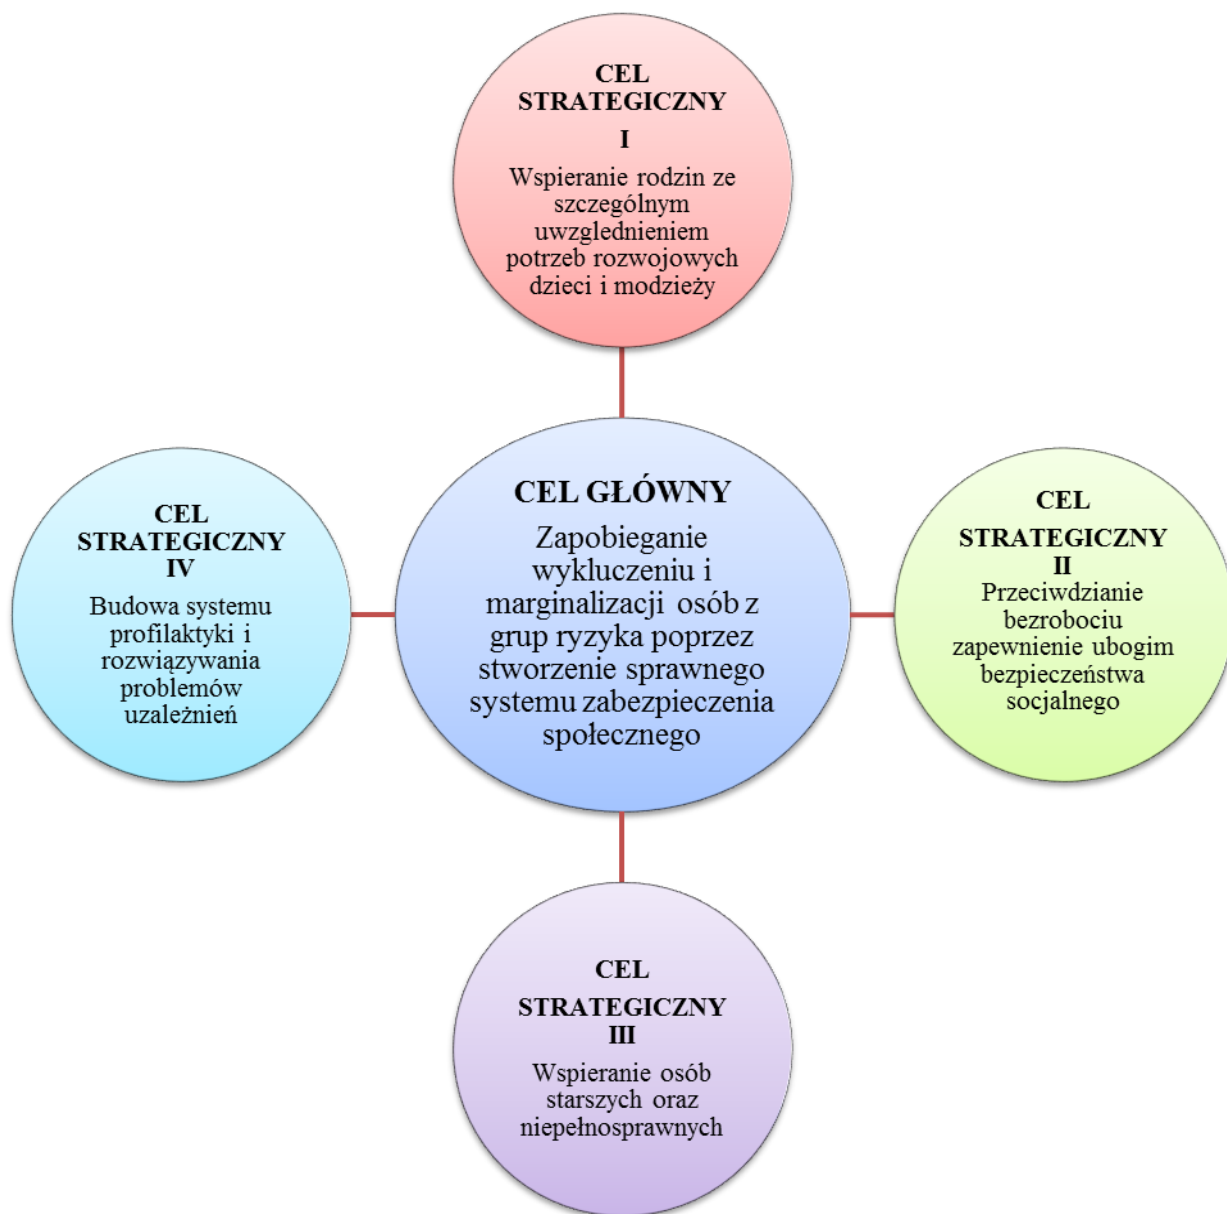 CEL
STRATEGICZNY
I
Wspieranie rodzin ze
szczególnym
uwzglednieniem
potrzeb rozwojowych
dzieci i modzieży
CEL GŁÓWNY
Zapobieganie
wykluczeniu i
marginalizacji osób z
grup ryzyka poprzez
stworzenie sprawnego
systemu zabezpieczenia
społecznego
CEL
STRATEGICZNY
II
Przeciwdzianie
bezrobociu
zapewnienie ubogim
bezpieczeństwa
socjalnego
CEL
STRATEGICZNY
III
Wspieranie osób
starszych oraz
niepełnosprawnych
CEL
STRATEGICZNY
IV
Budowa systemu
profilaktyki i
rozwiązywania
problemów
uzależnień